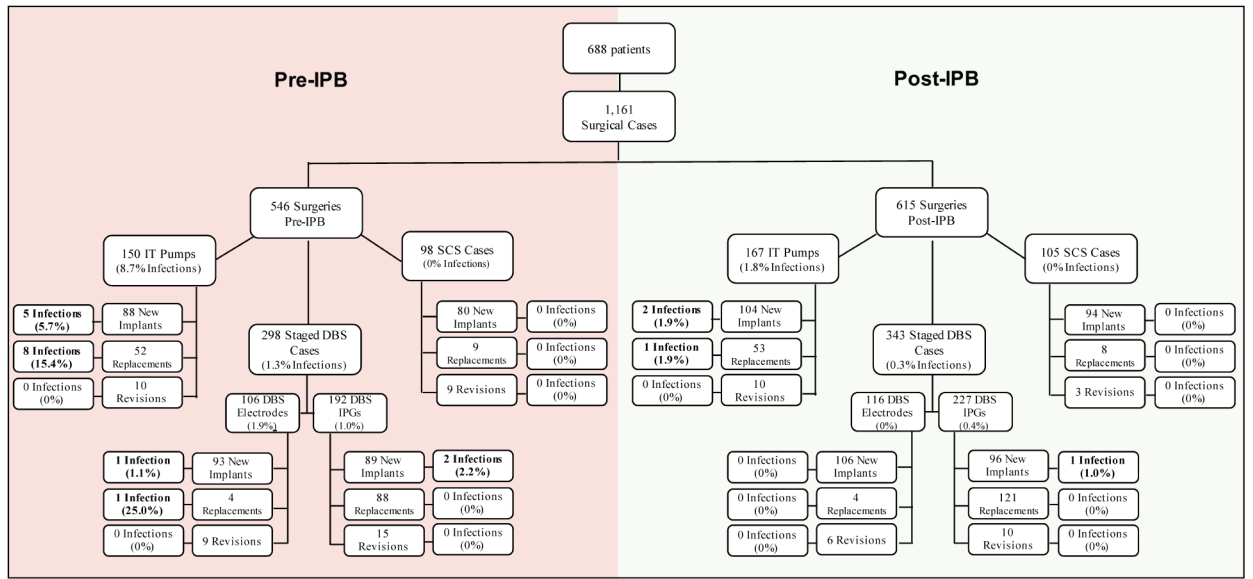 688 patients
Pre-IPB
Post-IPB
1,161
Surgical Cases
546 Surgeries
Pre-IPB
150 IT Pumps
(8.7% Infections)
98 SCS Cases
(0% Infections)
5 Infections
(5.7%)
88 New
Implants
8 Infections
(15.4%)
52
Replacements
0 Infections
(0%)
10
Revisions
80 New
Implants
0 Infections
(0%)
9
Replacements
0 Infections
(0%)
9 Revisions
0 Infections
(0%)
298 Staged DBS
Cases
(1.3% Infections)
106 DBS
Electrodes
(1.9%)
192 DBS
IPGs
(1.0%)
1 Infection
(1.1%)
93 New
Implants
1 Infection
(25.0%)
4
Replacements
0 Infections
(0%)
9 Revisions
89 New
Implants
2 Infections
(2.2%)
88
Replacements
0 Infections
(0%)
15
Revisions
0 Infections
(0%)
615 Surgeries
Post-IPB
167 IT Pumps
(1.8% Infections)
105 SCS Cases
(0% Infections)
2 Infections
(1.9%)
104 New
Implants
1 Infection
(1.9%)
53
Replacements
0 Infections
(0%)
10
Revisions
94 New
Implants
0 Infections
(0%)
8
Replacements
0 Infections
(0%)
3 Revisions
0 Infections
(0%)
343 Staged DBS
Cases
(0.3% Infections)
116 DBS
Electrodes
(0%)
227 DBS
IPGs
(0.4%)
0 Infections
(0%)
106 New
Implants
0 Infections
(0%)
4
Replacements
0 Infections
(0%)
6 Revisions
96 New
Implants
1 Infection
(1.0%)
121
Replacements
0 Infections
(0%)
10
Revisions
0 Infections
(0%)